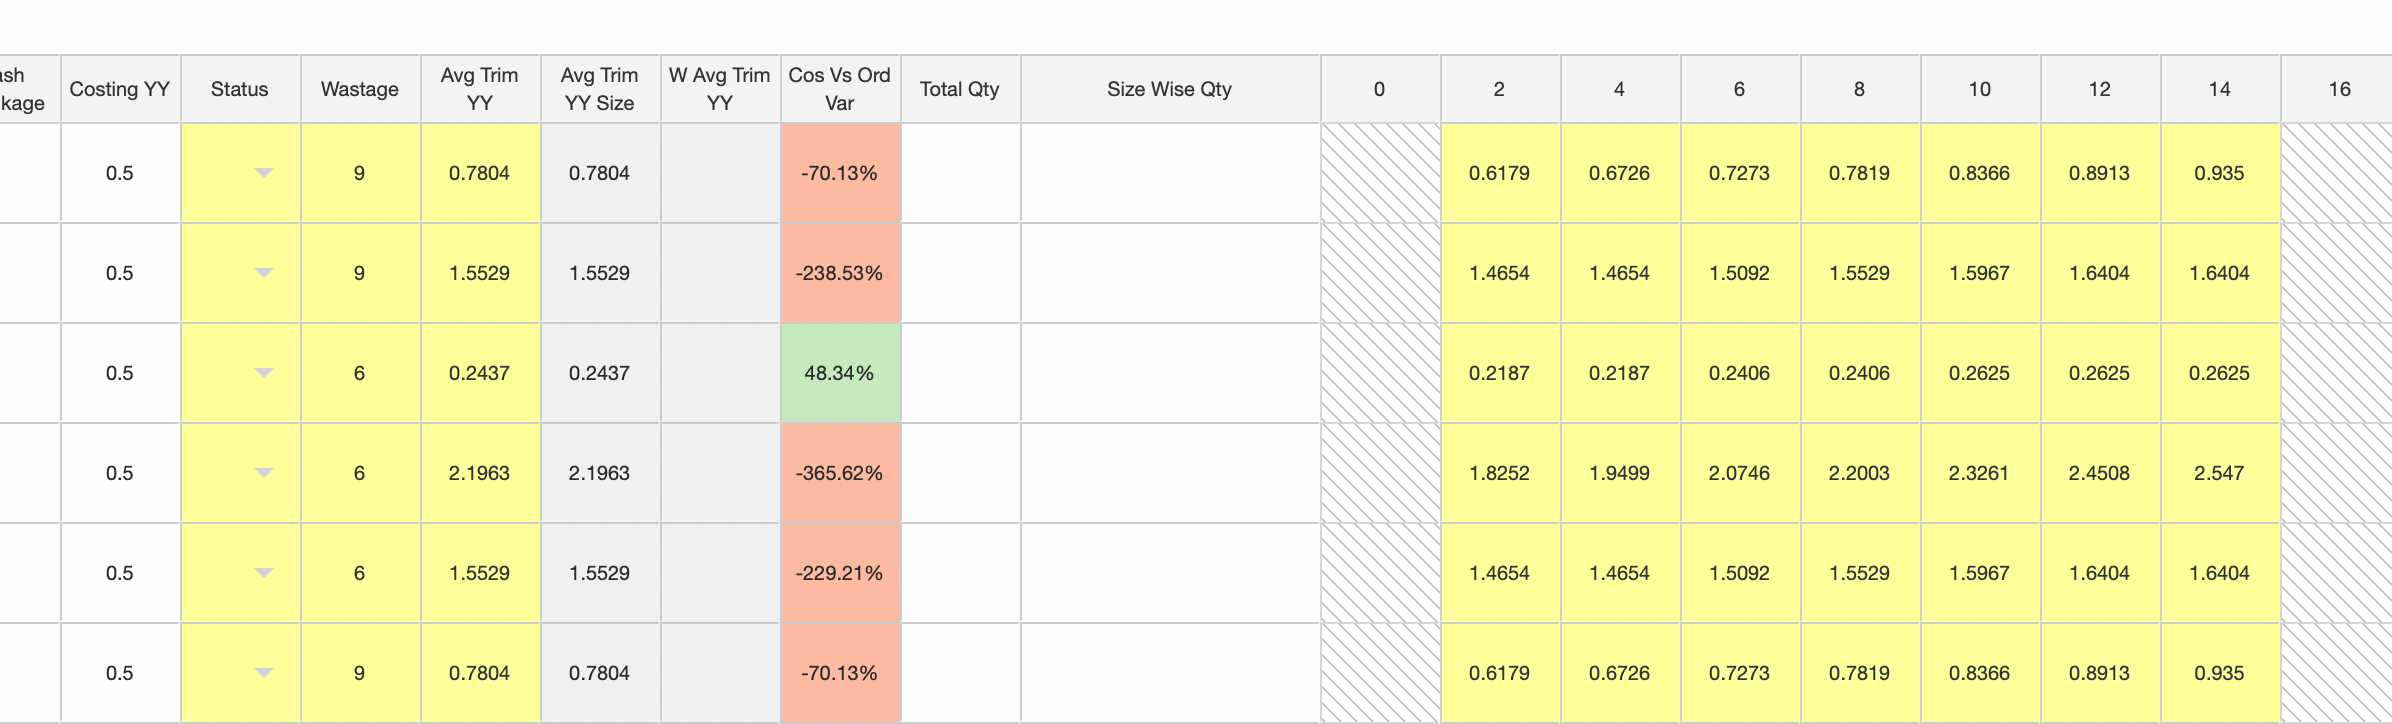 ash kage Costing YY Status Wastage Avg Trim YY Avg Trim YY Size W Avg Trim YY Cos Vs Ord Var Total Qty Size Wise Qty 0 2 4 6 8 10 12 14 16
0.5 9 0.7804 0.7804 -70.13% 0.6179 0.6726 0.7273 0.7819 0.8366 0.8913 0.935
0.5 9 1.5529 1.5529 -238.53% 1.4654 1.4654 1.5092 1.5529 1.5967 1.6404 1.6404
0.5 6 0.2437 0.2437 48.34% 0.2187 0.2187 0.2406 0.2406 0.2625 0.2625 0.2625
0.5 6 2.1963 2.1963 -365.62% 1.8252 1.9499 2.0746 2.2003 2.3261 2.4508 2.547
0.5 6 1.5529 1.5529 -229.21% 1.4654 1.4654 1.5092 1.5529 1.5967 1.6404 1.6404
0.5 9 0.7804 0.7804 -70.13% 0.6179 0.6726 0.7273 0.7819 0.8366 0.8913 0.935